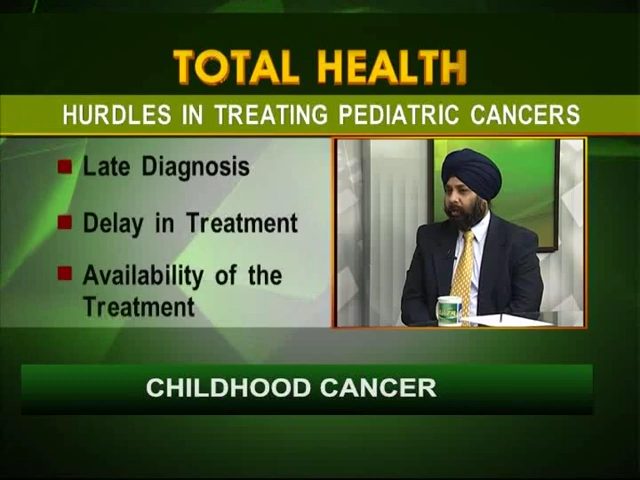 TOTAL HEALTH
HURDLES IN TREATING PEDIATRIC CANCERS
Late Diagnosis
Delay in Treatment
Availability of the
Treatment
CHILDHOOD CANCER